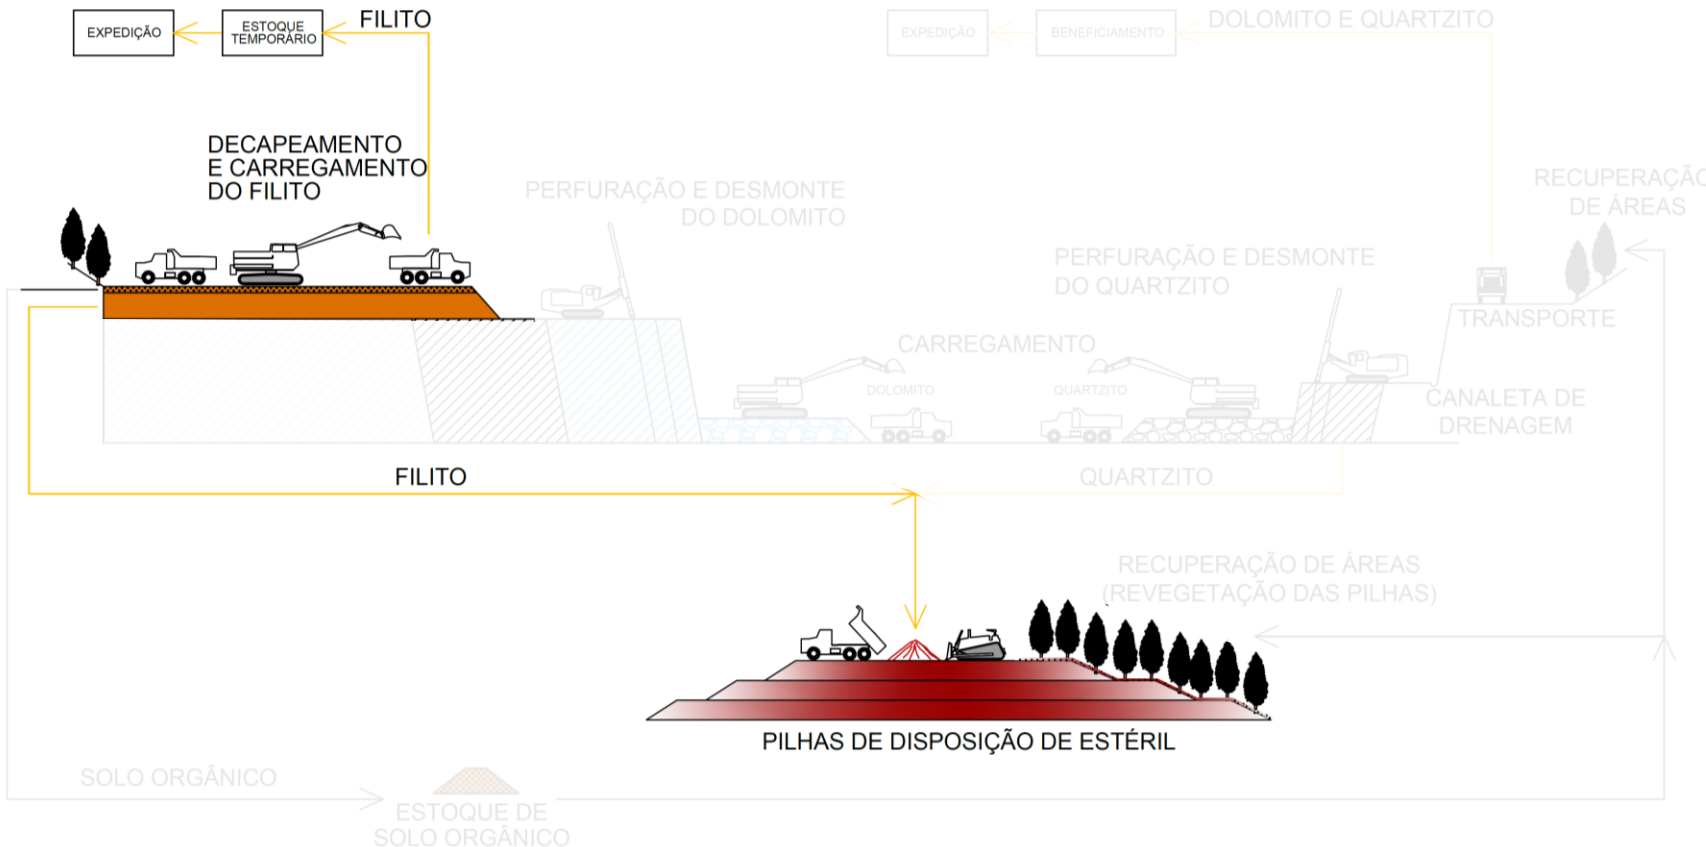 EXPEDIÇÃO
ESTOQUE
TEMPORÁRIO
FILITO
EXPEDIÇÃO
BENEFICIAMENTO
DOLOMITO E QUARTZITO
DECAPEAMENTO
E CARREGAMENTO
DO FILITO
PERFURAÇÃO E DESMONTE
DO DOLOMITO
RECUPERAÇÃO
DE ÁREAS
PERFURAÇÃO E DESMONTE
DO QUARTZITO
TRANSPORTE
CARREGAMENTO
DOLOMITO
QUARTZITO
CANALETA DE
DRENAGEM
FILITO
QUARTZITO
RECUPERAÇÃO DE ÁREAS
(REVEGETAÇÃO DAS PILHAS)
PILHAS DE DISPOSIÇÃO DE ESTÉRIL
SOLO ORGÂNICO
ESTOQUE DE
SOLO ORGÂNICO